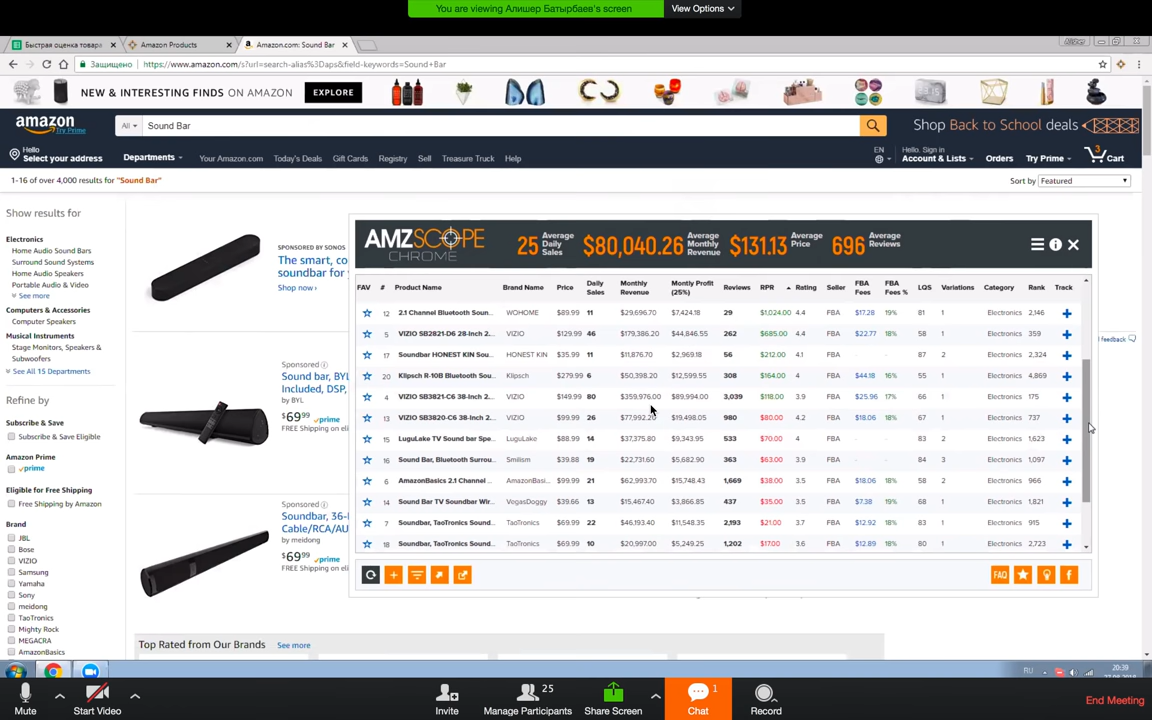 You are viewing Алишер Батырбаев's screen
View Options
Быстрая оценка товара
Amazon Products
Amazon.com: Sound Bar
Защищено
https://www.amazon.com/s?url=search-alias%3Daps&field-keywords=Sound+Bar
NEW & INTERESTING FINDS ON AMAZON
EXPLORE
amazon
Try Prime
All
Sound Bar
Shop Back to School deals
Hello
Select your address
Departments
Your Amazon.com
Today's Deals
Gift Cards
Registry
Sell
Treasure Truck
Help
EN
Hello. Sign in
Account & Lists
Orders
Try Prime
3
Cart
1-16 of over 4,000 results for "Sound Bar"
Sort by Featured
Show results for
Electronics
Home Audio Sound Bars
Surround Sound Systems
Home Audio Speakers
Portable Audio & Video
See more
Computers & Accessories
Computer Speakers
Musical Instruments
Stage Monitors, Speakers &
Subwoofers
See All 15 Departments
Refine by
Subscribe & Save
Subscribe & Save Eligible
Amazon Prime
prime
Eligible for Free Shipping
Free Shipping by Amazon
Brand
JBL
Bose
VIZIO
Samsung
Yamaha
Sony
meidong
TaoTronics
Mighty Rock
MEGACRA
AmazonBasics
SPONSORED BY SONOS
The smart, co
soundbar for
Shop now
Sponsored
Sound bar, BYL
Included, DSP,
by BYL
$69.99 prime
FREE Shipping on eli
Sponsored
Soundbar, 36-
Cable/RCA/AU
by meidong
$69.99 prime
FREE Shipping on eli
Top Rated from Our Brands
See more
Feedback
AMZSCOPE
CHROME
25 Average Daily Sales
$80,040.26 Average Monthly Revenue
$131.13 Average Price
696 Average Reviews
FAV # Product Name Brand Name Price Daily Sales Monthly Revenue Montly Profit (25%) Reviews RPR Rating Seller FBA Fees FBA Fees % LQS Variations Category Rank Track
12 2.1 Channel Bluetooth Soun... WOHOME $89.99 11 $29,696.70 $7,424.18 29 $1,024.00 4.4 FBA $17.28 19% 81 1 Electronics 2,146
5 VIZIO SB2821-D6 28-Inch 2... VIZIO $129.99 46 $179,386.20 $44,846.55 262 $685.00 4.4 FBA $22.77 18% 58 1 Electronics 359
17 Soundbar HONEST KIN Sou... HONEST KIN $35.99 11 $11,876.70 $2,969.18 56 $212.00 4.1 FBA - - 87 2 Electronics 2,324
20 Klipsch R-10B Bluetooth Sou... Klipsch $279.99 6 $50,398.20 $12,599.55 308 $164.00 4 FBA $44.18 16% 55 1 Electronics 4,869
4 VIZIO SB3821-C6 38-Inch 2... VIZIO $149.99 80 $359,976.00 $89,994.00 3,039 $118.00 3.9 FBA $25.96 17% 66 1 Electronics 175
13 VIZIO SB3820-C6 38-Inch 2... VIZIO $99.99 26 $77,992.20 $19,498.05 980 $80.00 4.2 FBA $18.06 18% 67 1 Electronics 737
15 LuguLake TV Sound bar Spe... LuguLake $88.99 14 $37,375.80 $9,343.95 533 $70.00 4 FBA - - 83 2 Electronics 1,623
16 Sound Bar, Bluetooth Surrou... Smilism $39.88 19 $22,731.60 $5,682.90 363 $63.00 3.9 FBA - - 84 3 Electronics 1,097
6 AmazonBasics 2.1 Channel ... AmazonBasi... $99.99 21 $62,993.70 $15,748.43 1,669 $38.00 3.5 FBA $18.06 18% 58 2 Electronics 966
14 Sound Bar TV Soundbar Wir... VegasDoggy $39.66 13 $15,467.40 $3,866.85 437 $35.00 3.5 FBA $7.38 19% 68 1 Electronics 1,821
7 Soundbar, TaoTronics Sound... TaoTronics $69.99 22 $46,193.40 $11,548.35 2,193 $21.00 3.7 FBA $12.92 18% 83 1 Electronics 915
18 Soundbar, TaoTronics Sound... TaoTronics $69.99 10 $20,997.00 $5,249.25 1,202 $17.00 3.6 FBA $12.89 18% 80 1 Electronics 2,723
FAQ
RU
20:39
Mute
Start Video
Invite
25
Manage Participants
Share Screen
1
Chat
Record
End Meeting